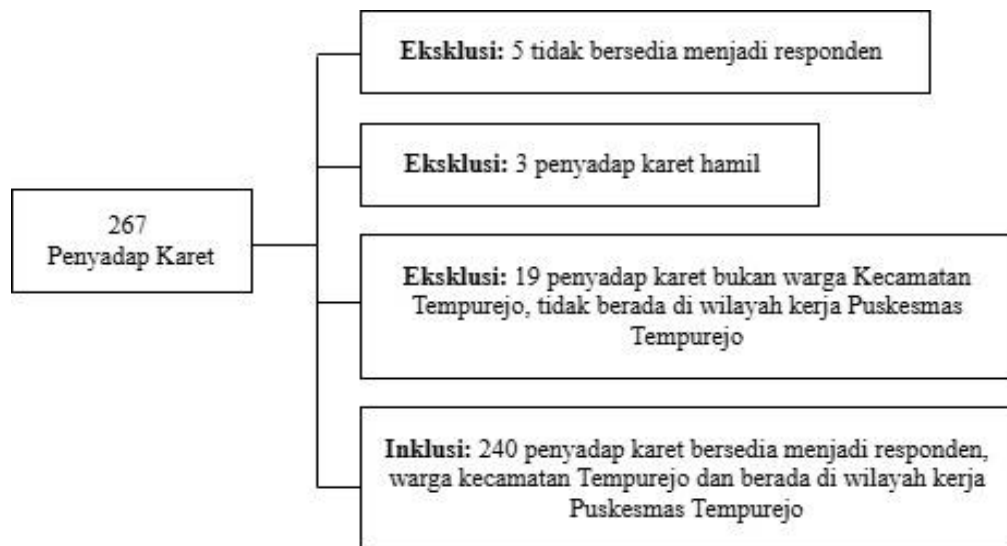 Eksklusi: 5 tidak bersedia menjadi responden
Eksklusi: 3 penyadap karet hamil
267
Penyadap Karet
Eksklusi: 19 penyadap karet bukan warga Kecamatan
Tempurejo, tidak berada di wilayah kerja Puskesmas
Tempurejo
Inklusi: 240 penyadap karet bersedia menjadi responden,
warga kecamatan Tempurejo dan berada di wilayah kerja
Puskesmas Tempurejo